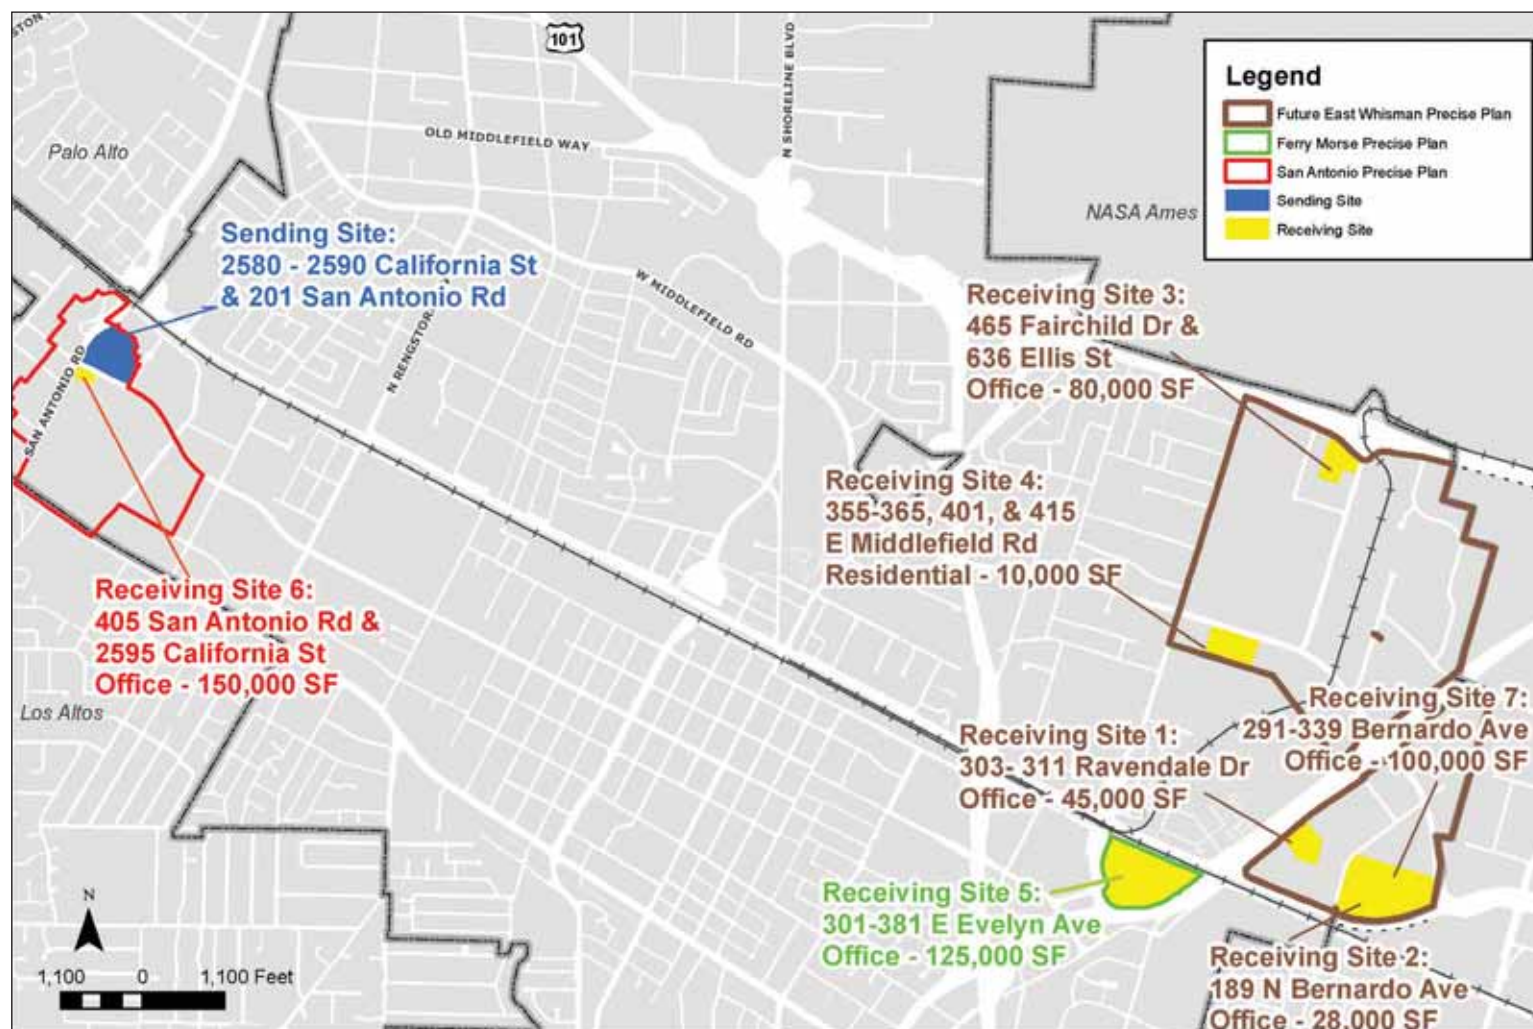 101
N SHORELINE BLVD
OLD MIDDLEFIELD WAY
Palo Alto
Legend
Future East Whisman Precise Plan
Ferry Morse Precise Plan
San Antonio Precise Plan
Sending Site
Receiving Site
NASA Ames
Sending Site:
2580 - 2590 California St
& 201 San Antonio Rd
W MIDDLEFIELD RD
N RENGSTOR
SAN ANTONIO RD
Receiving Site 3:
465 Fairchild Dr &
636 Ellis St
Office - 80,000 SF
Receiving Site 4:
355-365, 401, & 415
E Middlefield Rd
Residential - 10,000 SF
Receiving Site 6:
405 San Antonio Rd &
2595 California St
Office - 150,000 SF
Los Altos
Receiving Site 7:
291-339 Bernardo Ave
Office - 100,000 SF
Receiving Site 1:
303- 311 Ravendale Dr
Office - 45,000 SF
Receiving Site 5:
301-381 E Evelyn Ave
Office - 125,000 SF
Receiving Site 2:
189 N Bernardo Ave
Office - 28,000 SF
N
1,100 0 1,100 Feet